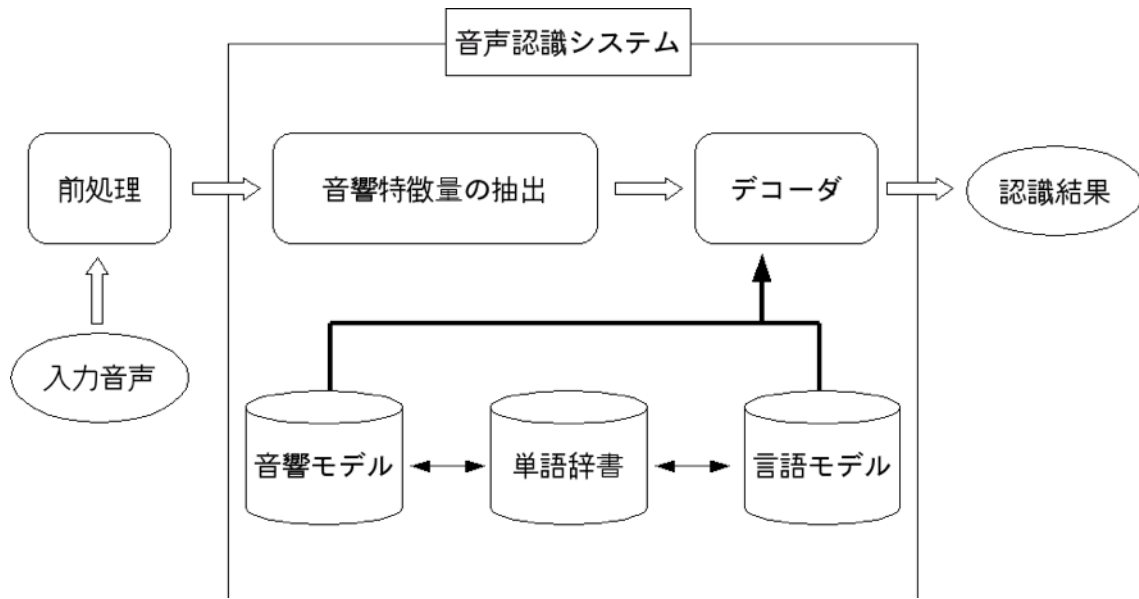 音声認識システム
前処理
音響特徴量の抽出
デコーダ
認識結果
入力音声
音響モデル
単語辞書
言語モデル